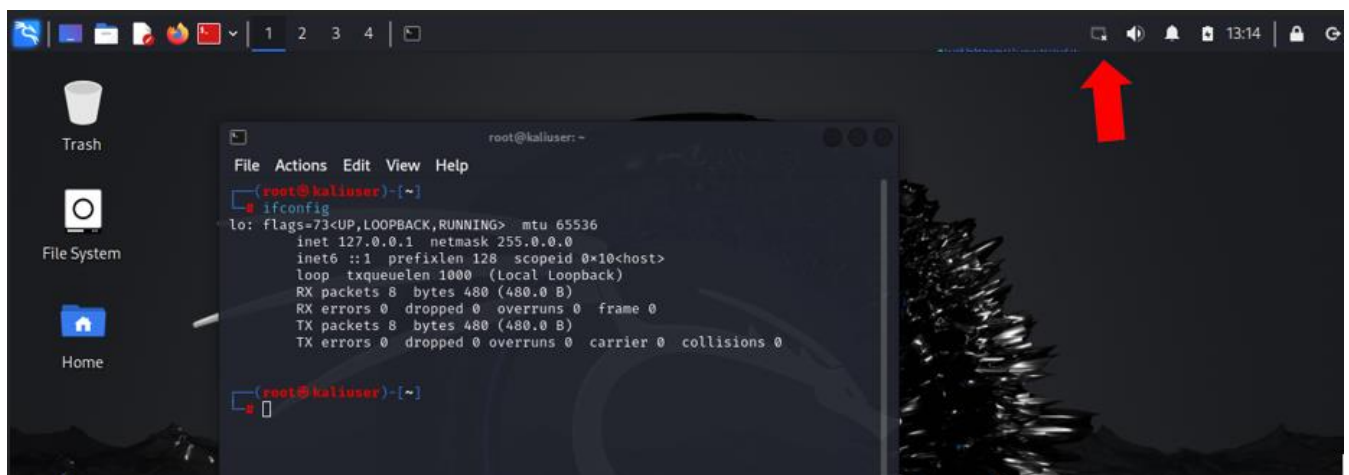 1 2 3 4
13:14
Trash
File System
Home
root@kaliuser: ~
File Actions Edit View Help
(root㉿kaliuser)-[~]
# ifconfig
lo: flags=73<UP,LOOPBACK,RUNNING> mtu 65536
inet 127.0.0.1 netmask 255.0.0.0
inet6 ::1 prefixlen 128 scopeid 0×10<host>
loop txqueuelen 1000 (Local Loopback)
RX packets 8 bytes 480 (480.0 B)
RX errors 0 dropped 0 overruns 0 frame 0
TX packets 8 bytes 480 (480.0 B)
TX errors 0 dropped 0 overruns 0 carrier 0 collisions 0
(root㉿kaliuser)-[~]
#